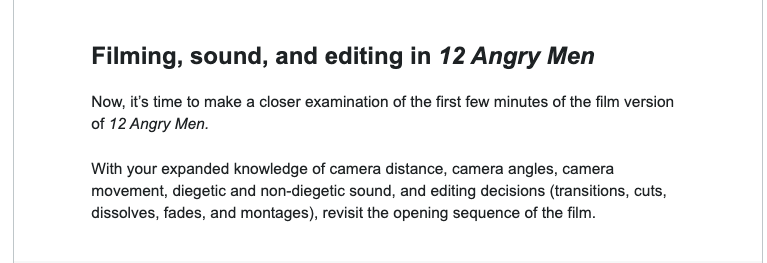 Filming, sound, and editing in 12 Angry Men
Now, it’s time to make a closer examination of the first few minutes of the film version
of 12 Angry Men.
With your expanded knowledge of camera distance, camera angles, camera
movement, diegetic and non-diegetic sound, and editing decisions (transitions, cuts,
dissolves, fades, and montages), revisit the opening sequence of the film.